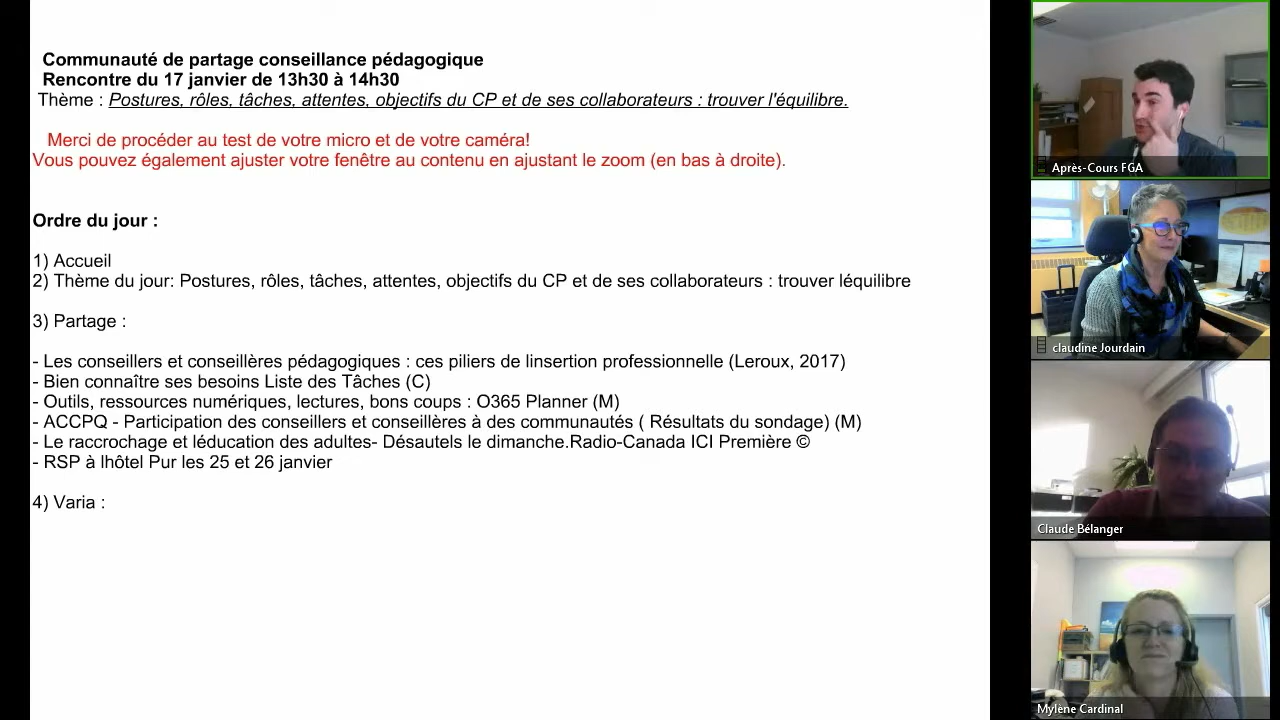 Communauté de partage conseillance pédagogique
Rencontre du 17 janvier de 13h30 à 14h30
Thème : Postures, rôles, tâches, attentes, objectifs du CP et de ses collaborateurs : trouver l'équilibre.
Merci de procéder au test de votre micro et de votre caméra!
Vous pouvez également ajuster votre fenêtre au contenu en ajustant le zoom (en bas à droite).
Ordre du jour :
1) Accueil
2) Thème du jour: Postures, rôles, tâches, attentes, objectifs du CP et de ses collaborateurs : trouver léquilibre
3) Partage :
- Les conseillers et conseillères pédagogiques : ces piliers de linsertion professionnelle (Leroux, 2017)
- Bien connaître ses besoins Liste des Tâches (C)
- Outils, ressources numériques, lectures, bons coups : O365 Planner (M)
- ACCPQ - Participation des conseillers et conseillères à des communautés ( Résultats du sondage) (M)
- Le raccrochage et léducation des adultes- Désautels le dimanche.Radio-Canada ICI Première ©
- RSP à lhôtel Pur les 25 et 26 janvier
4) Varia :
Après-Cours FGA
claudine Jourdain
Claude Bélanger
Mylène Cardinal